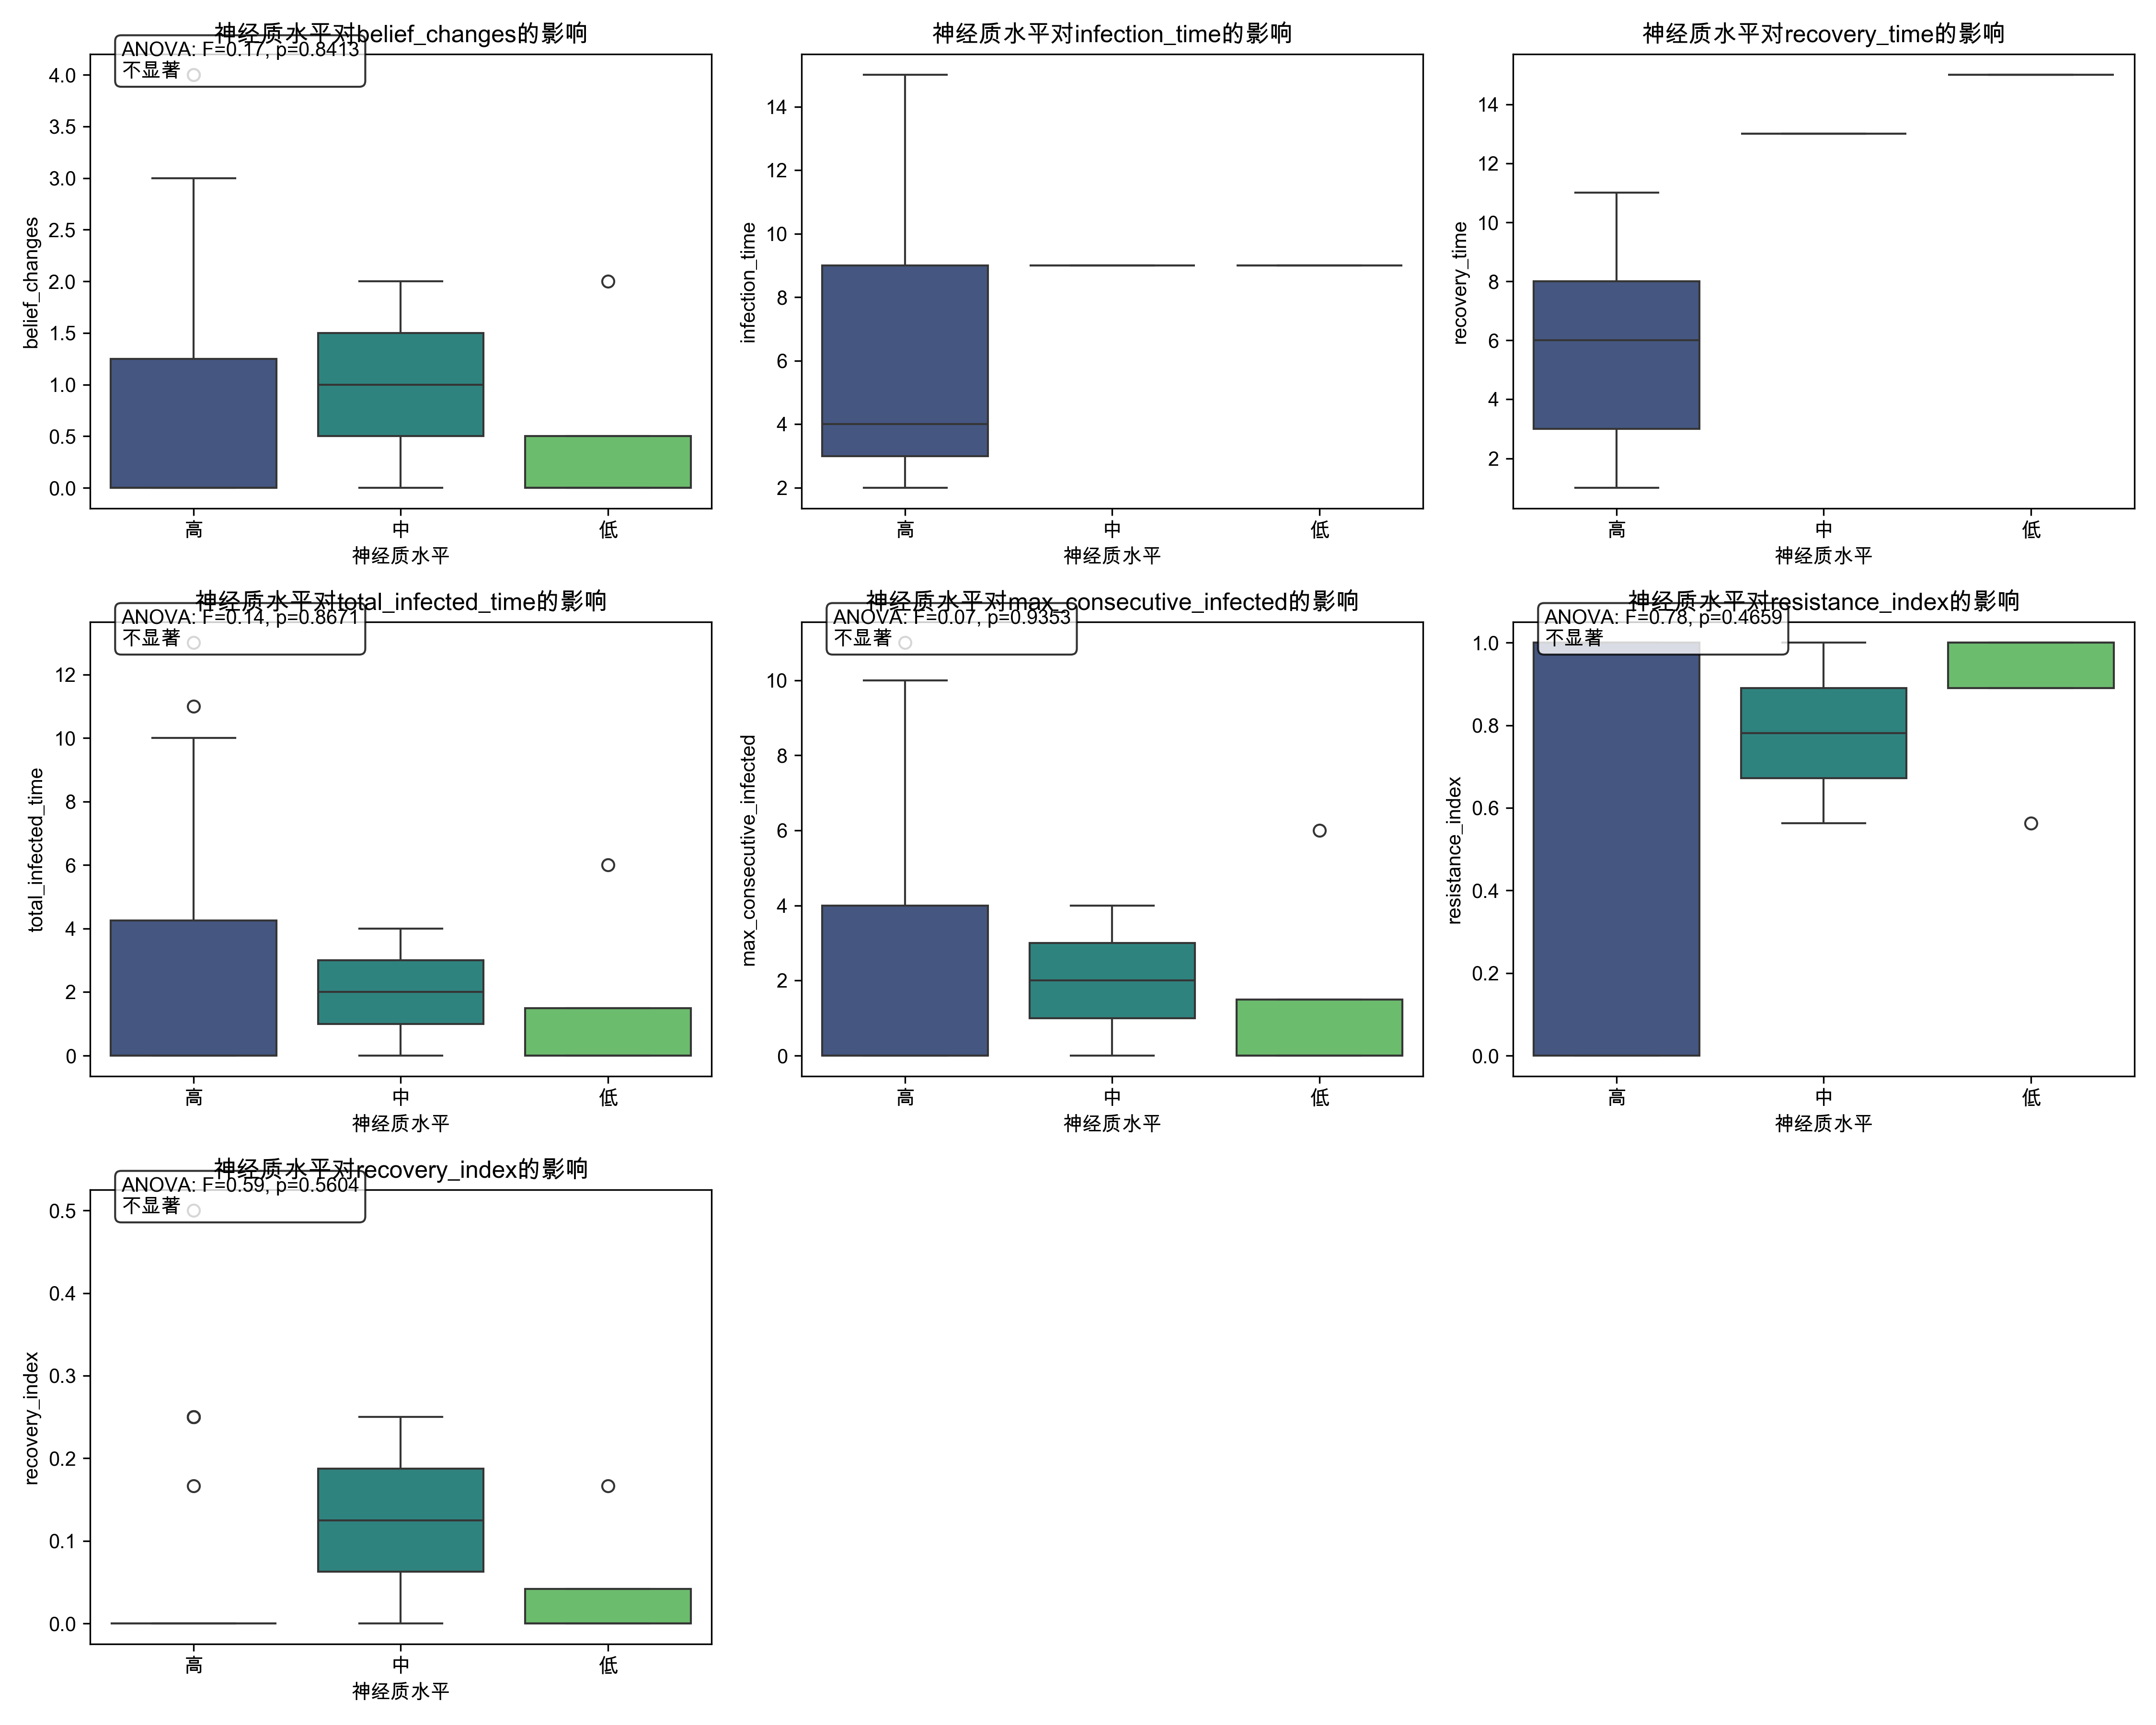 神经质水平对belief_changes的影响
ANOVA: F=0.17, p=0.8413
不显著
belief_changes
4.0
3.5
3.0
2.5
2.0
1.5
1.0
0.5
0.0
高
中
低
神经质水平
神经质水平对infection_time的影响
infection_time
14
12
10
8
6
4
2
高
中
低
神经质水平
神经质水平对recovery_time的影响
recovery_time
14
12
10
8
6
4
2
高
中
低
神经质水平
神经质水平对total_infected_time的影响
ANOVA: F=0.14, p=0.8671
不显著
total_infected_time
12
10
8
6
4
2
0
高
中
低
神经质水平
神经质水平对max_consecutive_infected的影响
ANOVA: F=0.07, p=0.9353
不显著
max_consecutive_infected
10
8
6
4
2
0
高
中
低
神经质水平
神经质水平对resistance_index的影响
ANOVA: F=0.78, p=0.4659
不显著
resistance_index
1.0
0.8
0.6
0.4
0.2
0.0
高
中
低
神经质水平
神经质水平对recovery_index的影响
ANOVA: F=0.59, p=0.5604
不显著
recovery_index
0.5
0.4
0.3
0.2
0.1
0.0
高
中
低
神经质水平